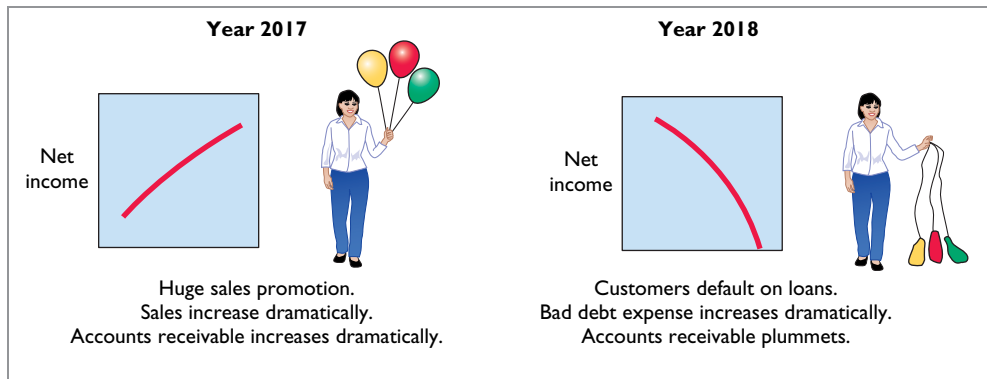 Year 2017
Net
income
Huge sales promotion.
Sales increase dramatically.
Accounts receivable increases dramatically.
Year 2018
Net
income
Customers default on loans.
Bad debt expense increases dramatically.
Accounts receivable plummets.